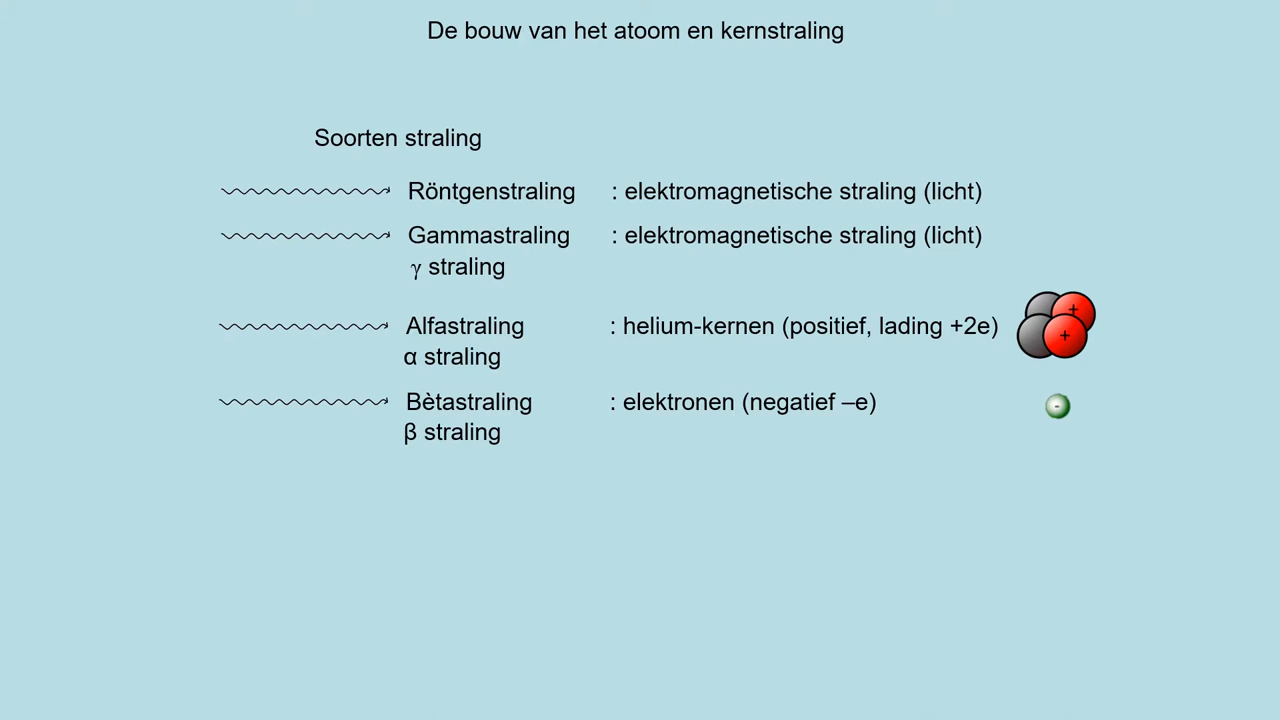 De bouw van het atoom en kernstraling
Soorten straling
Röntgenstraling : elektromagnetische straling (licht)
Gammastraling : elektromagnetische straling (licht)
γ straling
Alfastraling : helium-kernen (positief, lading +2e)
+
+
α straling
Bètastraling : elektronen (negatief –e)
-
β straling